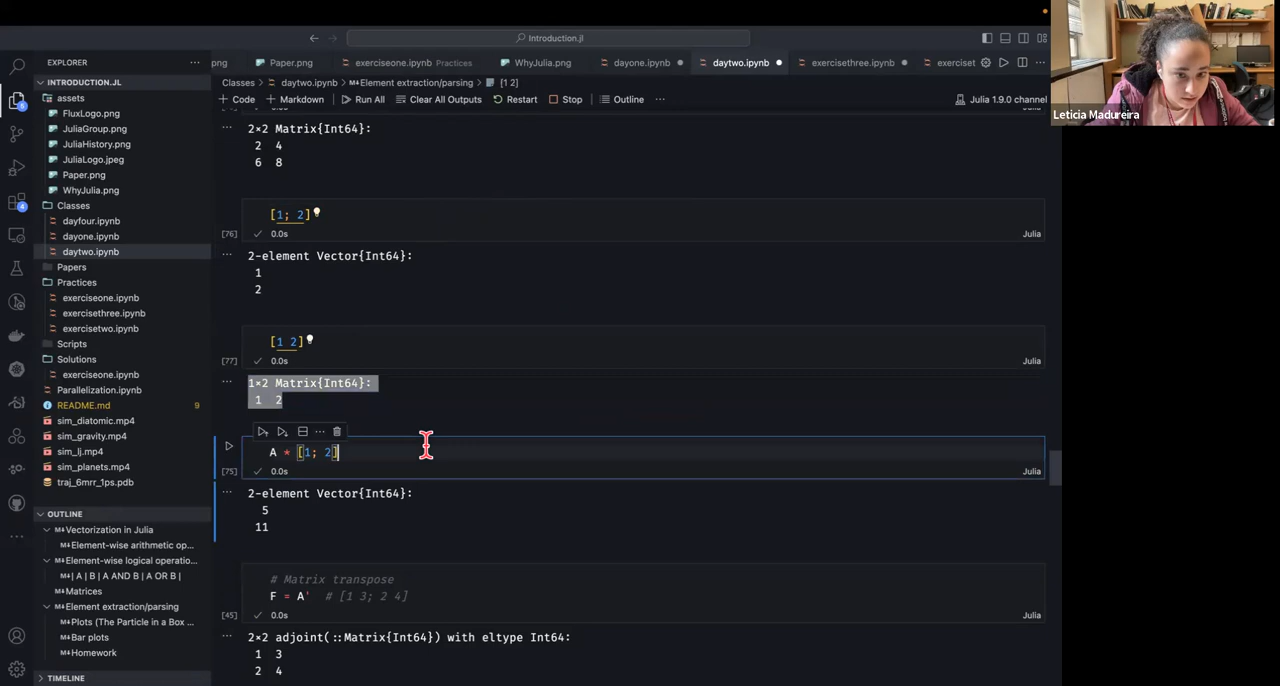 Introduction.jl
EXPLORER
png
Paper.png
exerciseone.ipynb Practices
WhyJulia.png
dayone.ipynb
daytwo.ipynb
exercisethree.ipynb
exerciset
INTRODUCTION.JL
Classes > daytwo.ipynb > M↓Element extraction/parsing > [1 2]
+ Code + Markdown Run All Clear All Outputs Restart Stop Outline ... Julia 1.9.0 channel
assets
FluxLogo.png
JuliaGroup.png
JuliaHistory.png
JuliaLogo.jpeg
Paper.png
WhyJulia.png
Classes
dayfour.ipynb
dayone.ipynb
daytwo.ipynb
Papers
Practices
exerciseone.ipynb
exercisethree.ipynb
exercisetwo.ipynb
Scripts
Solutions
exerciseone.ipynb
Parallelization.ipynb
README.md 9
sim_diatomic.mp4
sim_gravity.mp4
sim_lj.mp4
sim_planets.mp4
traj_6mrr_1ps.pdb
OUTLINE
M↓Vectorization in Julia
M↓Element-wise arithmetic op...
M↓Element-wise logical operatio...
M↓| A | B | A AND B | A OR B |
M↓Matrices
M↓Element extraction/parsing
M↓Plots (The Particle in a Box ...
M↓Bar plots
M↓Homework
TIMELINE
5
4
2×2 Matrix{Int64}:
2 4
6 8
[1; 2]
[76] 0.0s Julia
2-element Vector{Int64}:
1
2
[1 2]
[77] 0.0s Julia
1×2 Matrix{Int64}:
1 2
A * [1; 2]
[75] 0.0s Julia
2-element Vector{Int64}:
5
11
# Matrix transpose
F = A' # [1 3; 2 4]
[45] 0.0s Julia
2×2 adjoint(::Matrix{Int64}) with eltype Int64:
1 3
2 4
Leticia Madureira